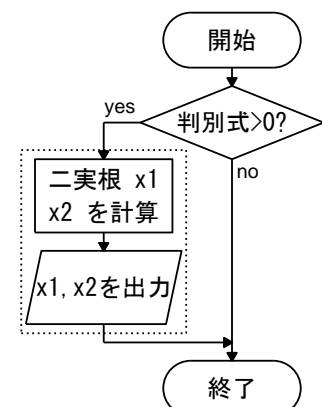 開始
判別式>0?
yes
no
二実根 x1
x2 を計算
x1,x2を出力
終了